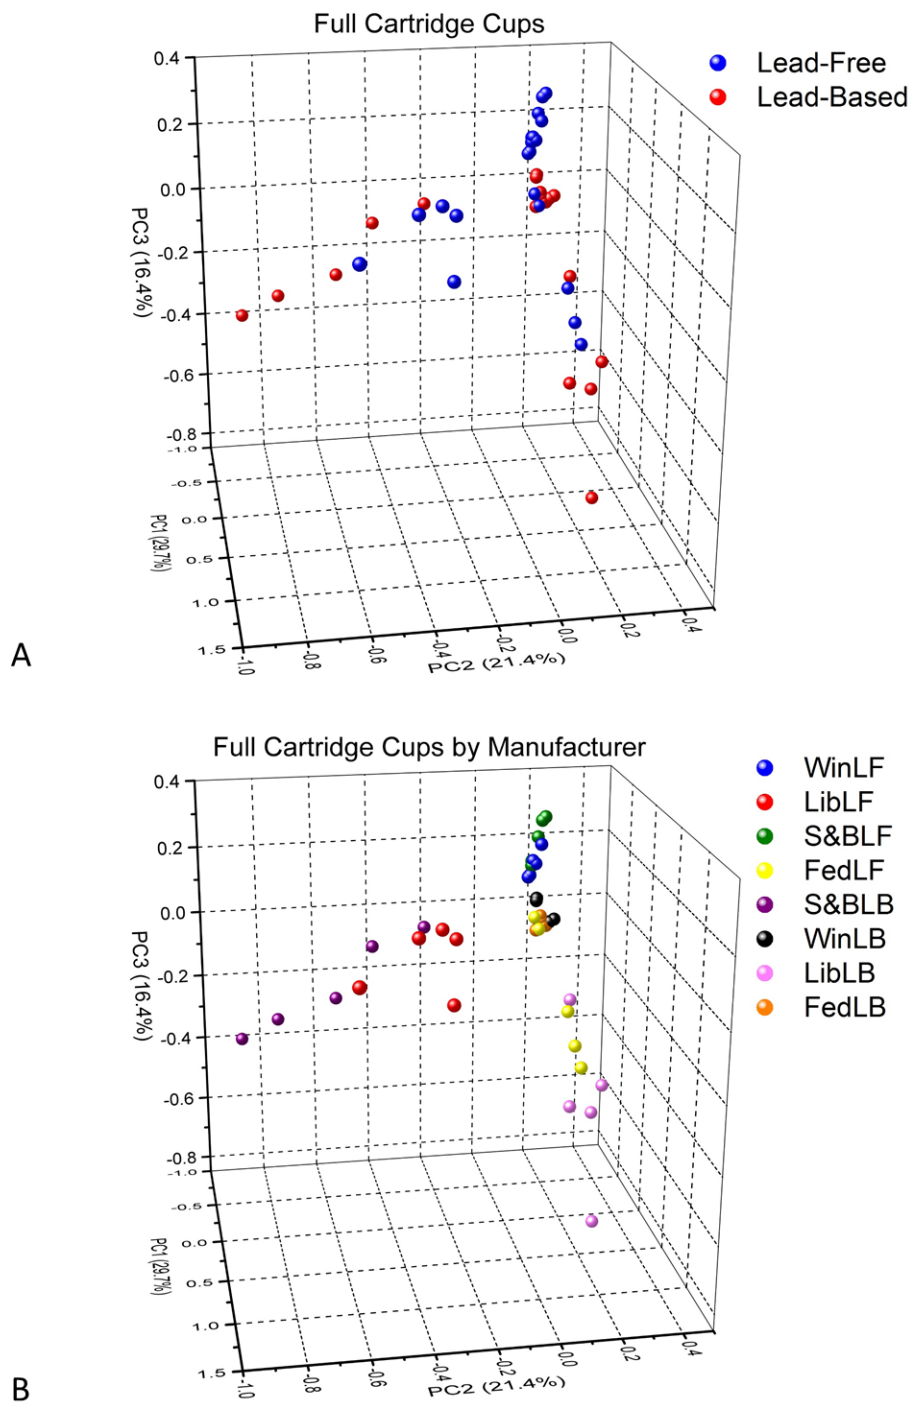 A
Full Cartridge Cups
Lead-Free
Lead-Based
0.4
0.2
0.0
-0.2
-0.4
-0.6
-0.8
PC3 (16.4%)
-1.0
-0.5
0.0
0.5
1.0
1.5
PC1 (29.7%)
-1.0
-0.8
-0.6
-0.4
-0.2
0.0
0.2
0.4
PC2 (21.4%)
Full Cartridge Cups by Manufacturer
WinLF
LibLF
S&BLF
FedLF
S&BLB
WinLB
LibLB
FedLB
0.4
0.2
0.0
-0.2
-0.4
-0.6
-0.8
PC3 (16.4%)
-1.0
-0.5
0.0
0.5
1.0
1.5
PC1 (29.7%)
-1.0
-0.8
-0.6
-0.4
-0.2
0.0
0.2
0.4
PC2 (21.4%)
B